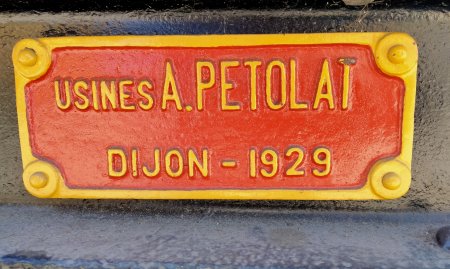 USINES A. PETOLAT
DIJON - 1929